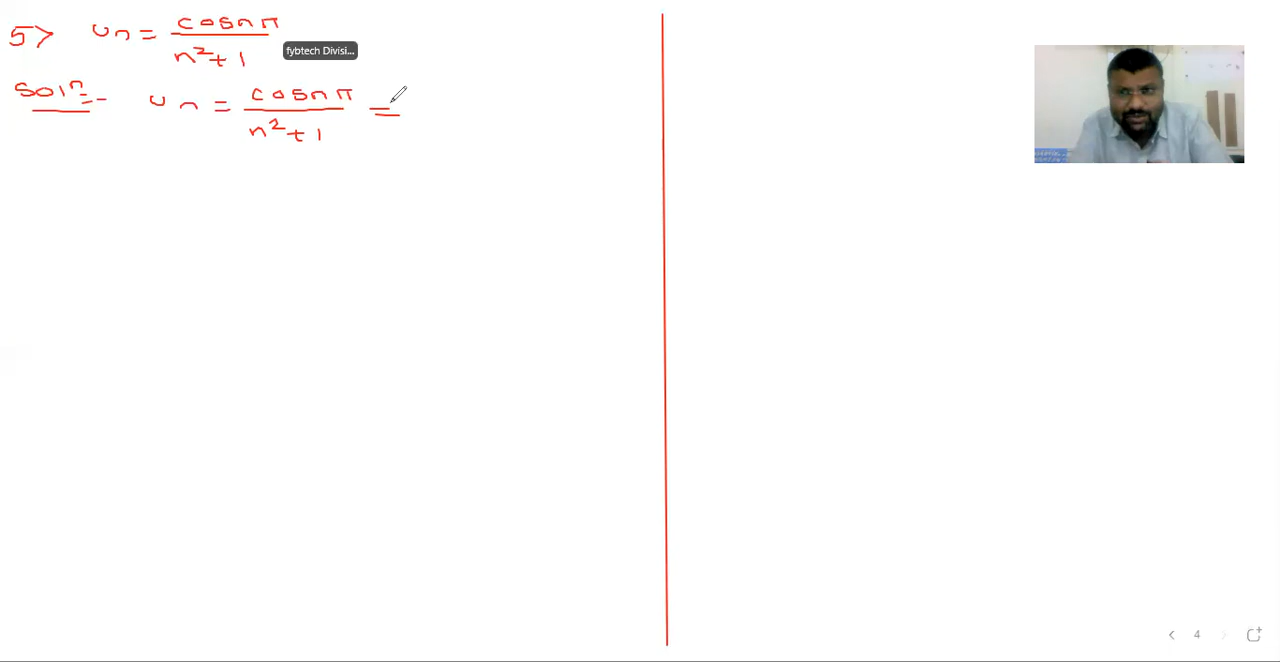 5> un = cosnπ / n²+1
fybtech Divisi...
Solⁿ:- un = cosnπ / n²+1 =
4